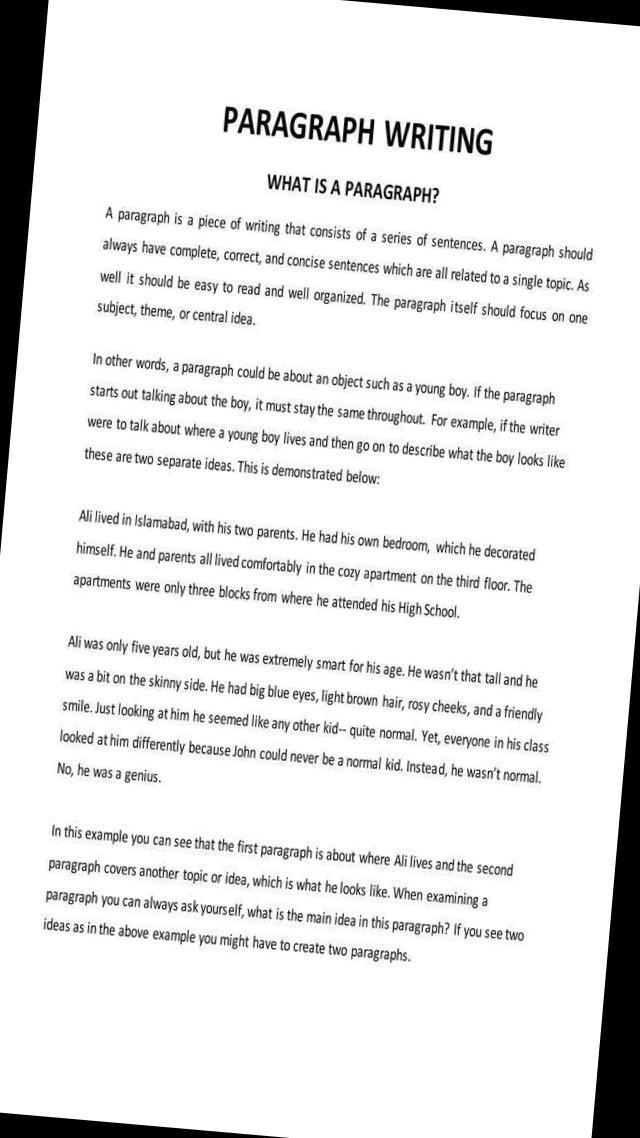 PARAGRAPH WRITING
WHAT IS A PARAGRAPH?
A paragraph is a piece of writing that consists of a series of sentences. A paragraph should
always have complete, correct, and concise sentences which are all related to a single topic. As
well it should be easy to read and well organized. The paragraph itself should focus on one
subject, theme, or central idea.
In other words, a paragraph could be about an object such as a young boy. If the paragraph
starts out talking about the boy, it must stay the same throughout. For example, if the writer
were to talk about where a young boy lives and then go on to describe what the boy looks like
these are two separate ideas. This is demonstrated below:
Ali lived in Islamabad, with his two parents. He had his own bedroom, which he decorated
himself. He and parents all lived comfortably in the cozy apartment on the third floor. The
apartments were only three blocks from where he attended his High School.
Ali was only five years old, but he was extremely smart for his age. He wasn't that tall and he
was a bit on the skinny side. He had big blue eyes, light brown hair, rosy cheeks, and a friendly
smile. Just looking at him he seemed like any other kid-- quite normal. Yet, everyone in his class
looked at him differently because John could never be a normal kid. Instead, he wasn't normal.
No, he was a genius.
In this example you can see that the first paragraph is about where Ali lives and the second
paragraph covers another topic or idea, which is what he looks like. When examining a
paragraph you can always ask yourself, what is the main idea in this paragraph? If you see two
ideas as in the above example you might have to create two paragraphs.